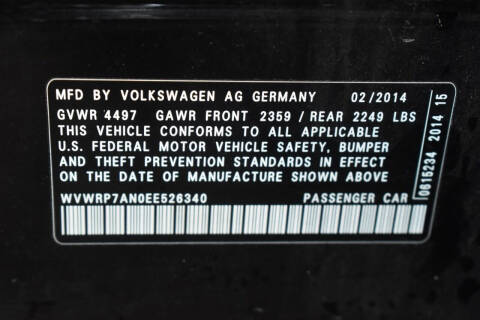 MFD BY VOLKSWAGEN AG GERMANY 02/2014
GVWR 4497 GAWR FRONT 2359 / REAR 2249 LBS
THIS VEHICLE CONFORMS TO ALL APPLICABLE
U.S. FEDERAL MOTOR VEHICLE SAFETY, BUMPER
AND THEFT PREVENTION STANDARDS IN EFFECT
ON THE DATE OF MANUFACTURE SHOWN ABOVE
WVWRP7AN0EE526340 PASSENGER CAR
0615234 2014 15